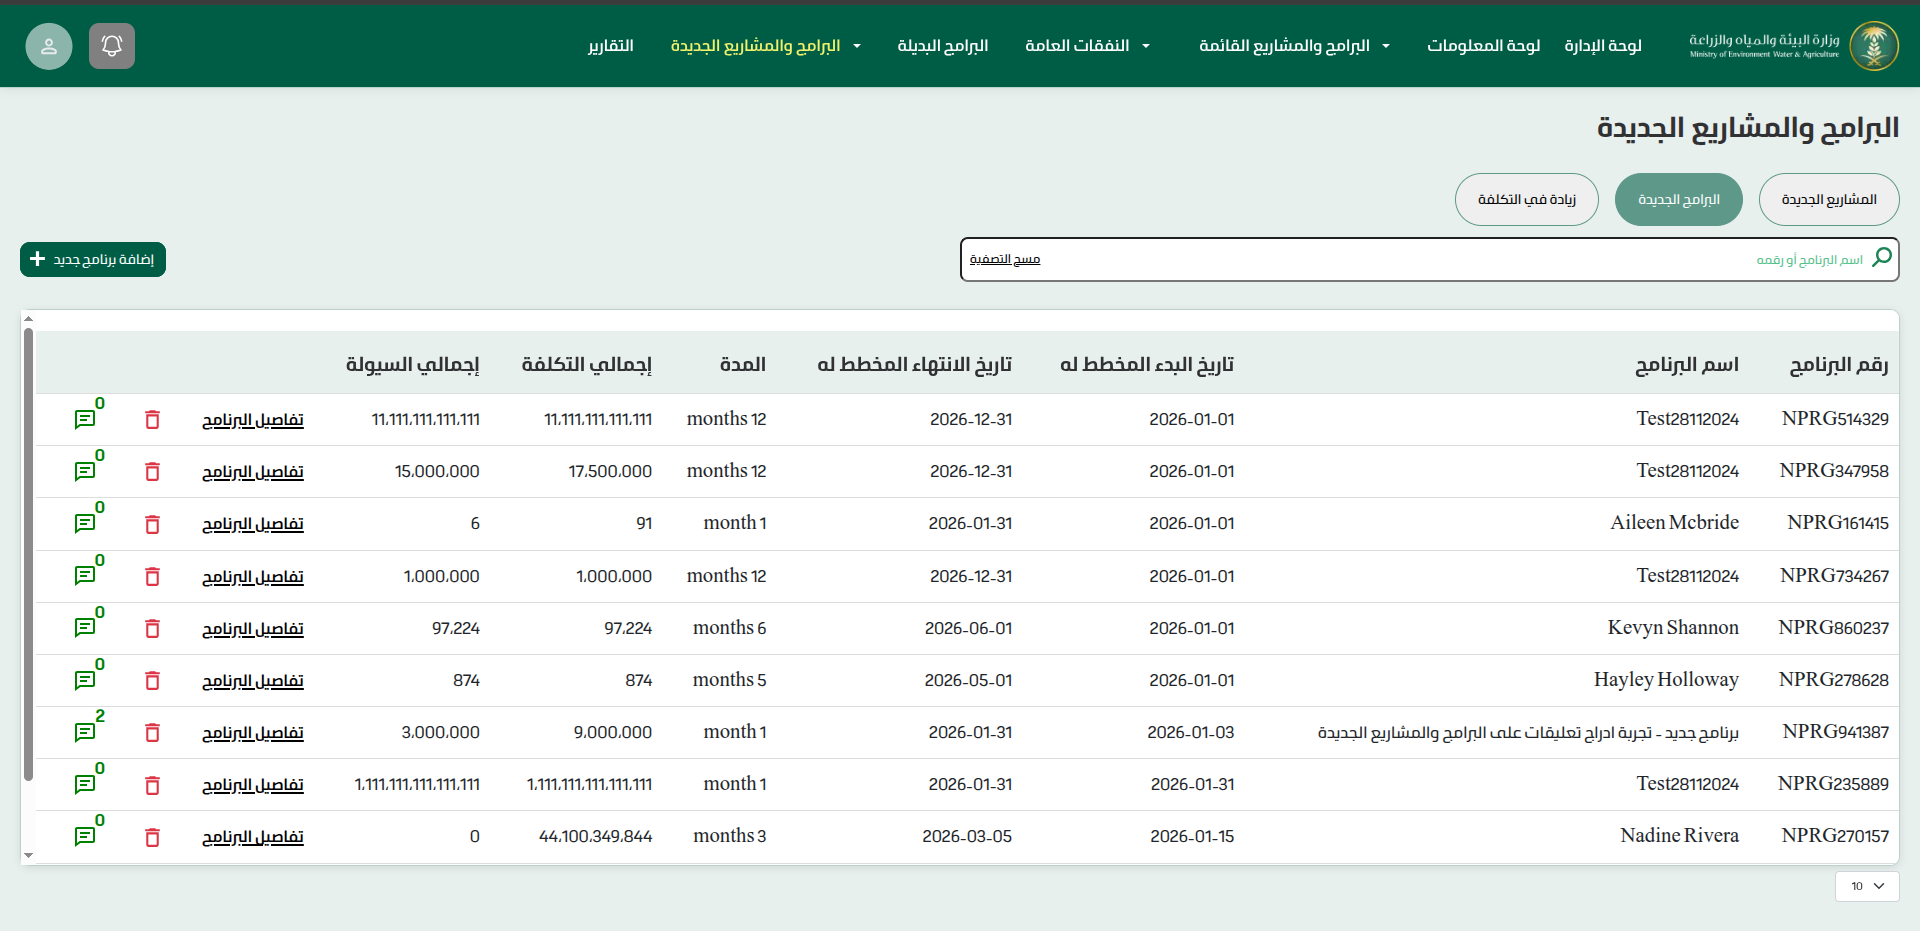 وزارة البيئة والمياه والزراعة
Ministry of Environment Water & Agriculture
لوحة الإدارة
لوحة المعلومات
البرامج والمشاريع القائمة
النفقات العامة
البرامج البديلة
البرامج والمشاريع الجديدة
التقارير
البرامج والمشاريع الجديدة
المشاريع الجديدة
البرامج الجديدة
زيادة في التكلفة
اسم البرنامج أو رقمه
مسح التصفية
إضافة برنامج جديد
رقم البرنامج اسم البرنامج تاريخ البدء المخطط له تاريخ الانتهاء المخطط له المدة إجمالي التكلفة إجمالي السيولة
NPRG514329 Test28112024 2026-01-01 2026-12-31 12 months 11,111,111,111,111 11,111,111,111,111 تفاصيل البرنامج 0
NPRG347958 Test28112024 2026-01-01 2026-12-31 12 months 17,500,000 15,000,000 تفاصيل البرنامج 0
NPRG161415 Aileen Mcbride 2026-01-01 2026-01-31 1 month 91 6 تفاصيل البرنامج 0
NPRG734267 Test28112024 2026-01-01 2026-12-31 12 months 1,000,000 1,000,000 تفاصيل البرنامج 0
NPRG860237 Kevyn Shannon 2026-01-01 2026-06-01 6 months 97,224 97,224 تفاصيل البرنامج 0
NPRG278628 Hayley Holloway 2026-01-01 2026-05-01 5 months 874 874 تفاصيل البرنامج 0
NPRG941387 برنامج جديد - تجربة ادراج تعليقات على البرامج والمشاريع الجديدة 2026-01-03 2026-01-31 1 month 9,000,000 3,000,000 تفاصيل البرنامج 2
NPRG235889 Test28112024 2026-01-31 2026-01-31 1 month 1,111,111,111,111,111 1,111,111,111,111,111 تفاصيل البرنامج 0
NPRG270157 Nadine Rivera 2026-01-15 2026-03-05 3 months 44,100,349,844 0 تفاصيل البرنامج 0
10